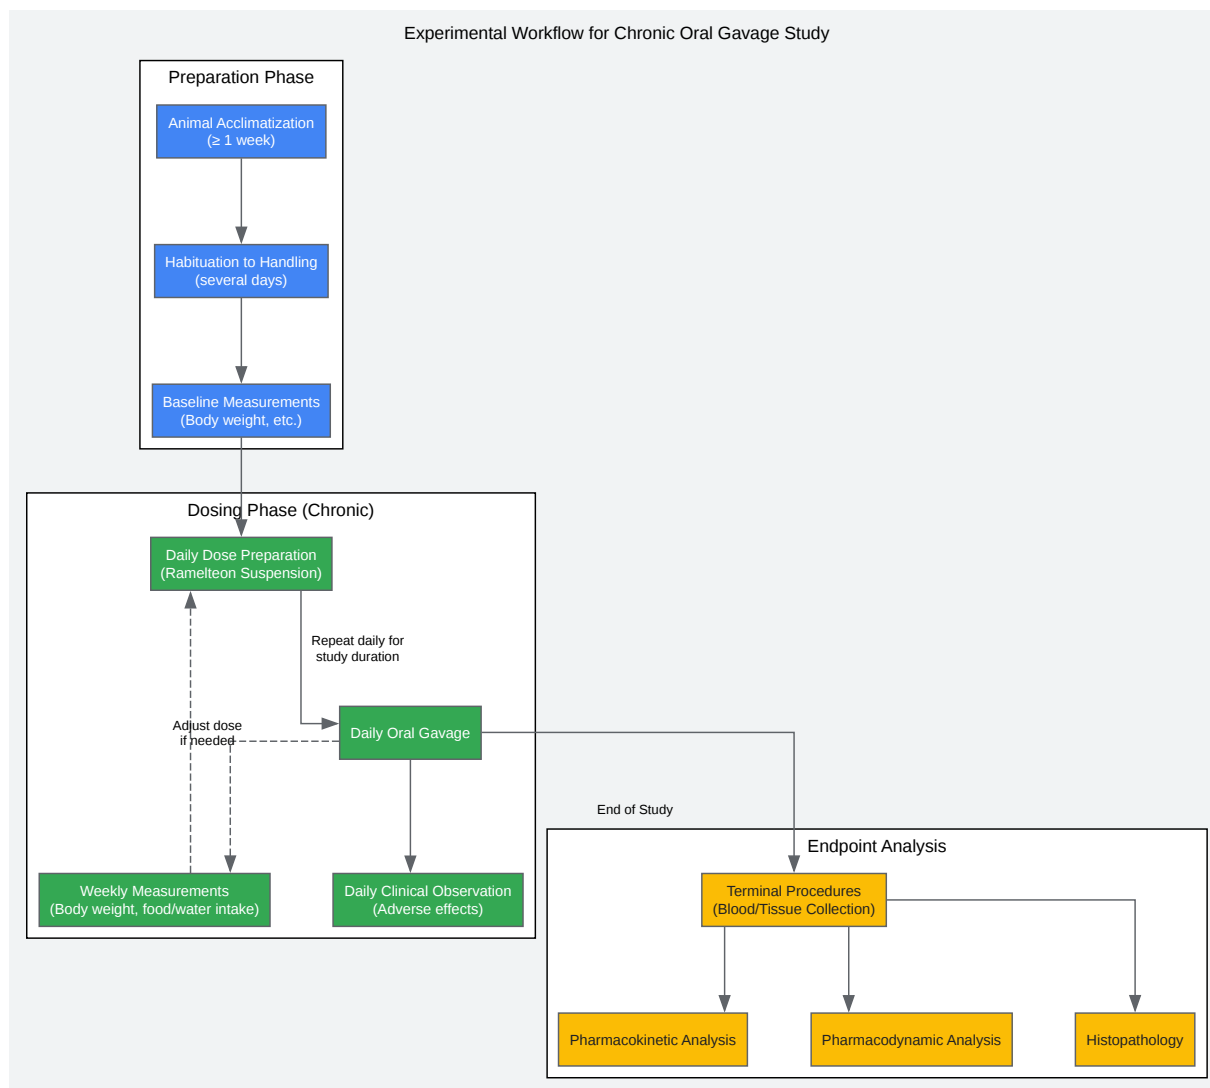 Experimental Workflow for Chronic Oral Gavage Study
Preparation Phase
Animal Acclimatization
(≥ 1 week)
Habituation to Handling
(several days)
Baseline Measurements
(Body weight, etc.)
Dosing Phase (Chronic)
Daily Dose Preparation
(Ramelteon Suspension)
Repeat daily for
study duration
Adjust dose
if needed
Daily Oral Gavage
Weekly Measurements
(Body weight, food/water intake)
Daily Clinical Observation
(Adverse effects)
End of Study
Endpoint Analysis
Terminal Procedures
(Blood/Tissue Collection)
Pharmacokinetic Analysis
Pharmacodynamic Analysis
Histopathology